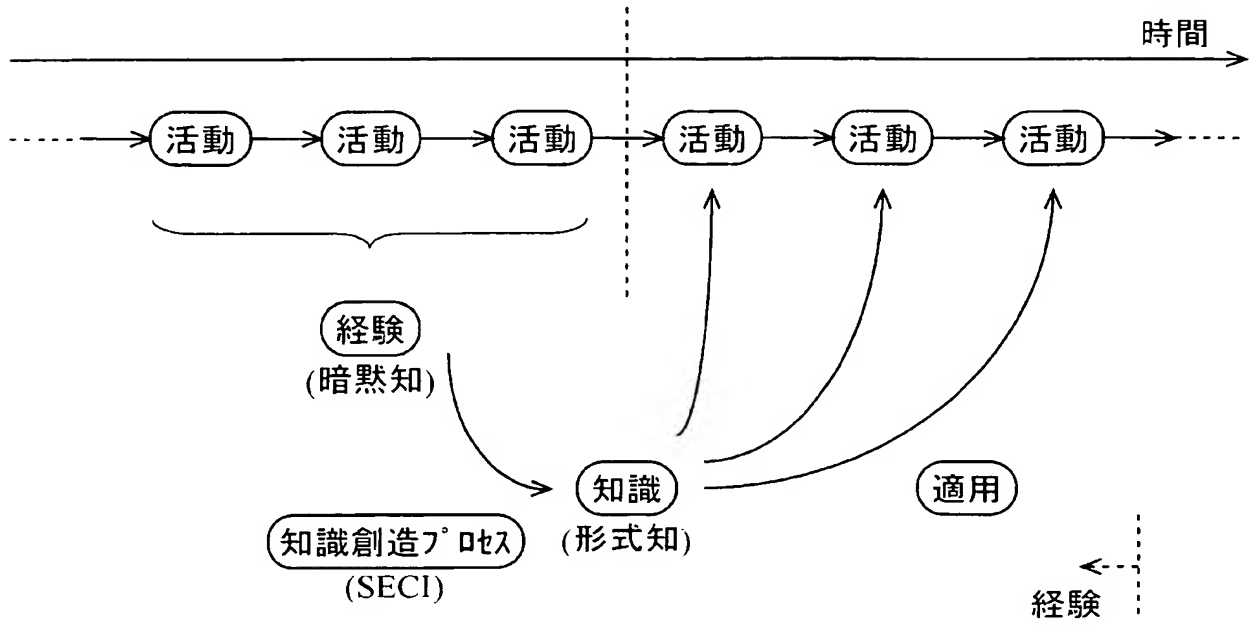 時間
活動
活動
活動
活動
活動
活動
経験
(暗黙知)
知識
(形式知)
適用
知識創造プロセス
(SECI)
経験